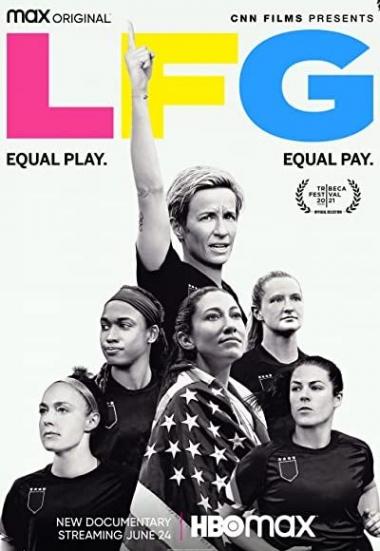 max ORIGINAL
CNN FILMS PRESENTS
LFG
EQUAL PLAY.
EQUAL PAY.
TRIBECA
FESTIVAL
2021
OFFICIAL SELECTION
NEW DOCUMENTARY
STREAMING JUNE 24
HBOmax